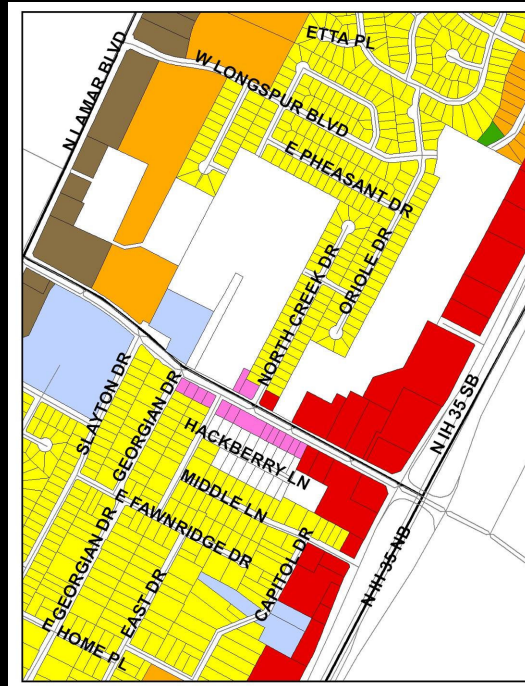 ETTA PL
N LAMAR BLVD
W LONGSPUR BLVD
E PHEASANT DR
ORIOLE DR
NORTH CREEK DR
N IH 35 SB
SLAYTON DR
GEORGIAN DR
HACKBERRY LN
MIDDLE LN
E FAWNRIDGE DR
GEORGIAN DR
EAST DR
CAPITOL DR
N IH 35 NB
E HOME PL